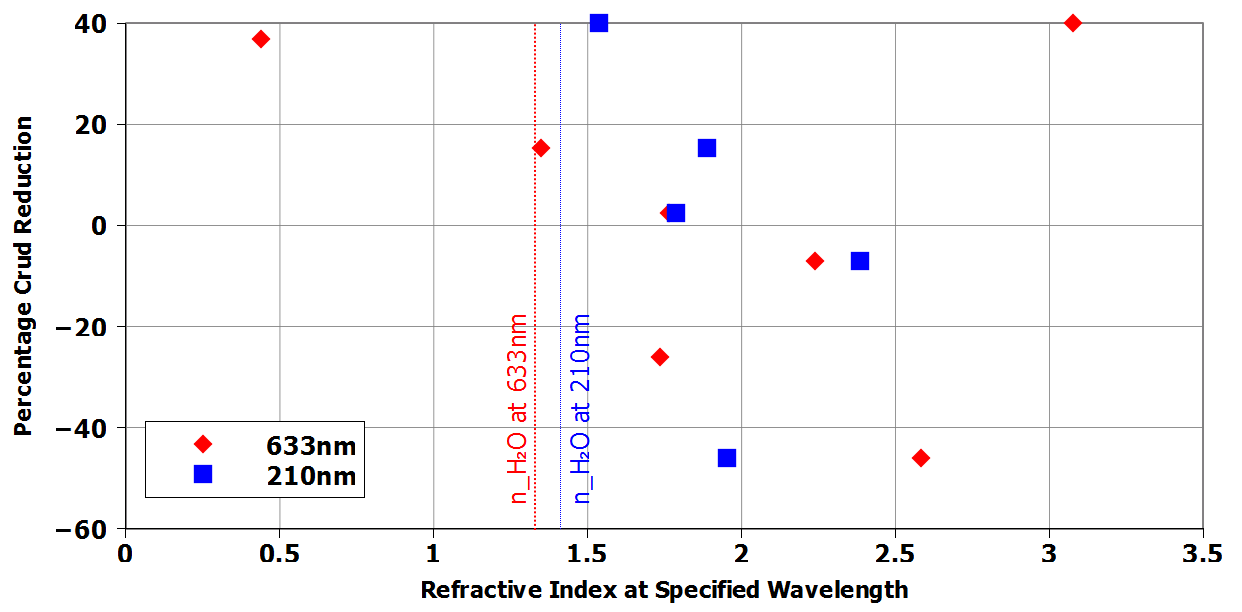 40
20
0
−20
−40
−60
Percentage Crud Reduction
n_H₂O at 633nm
n_H₂O at 210nm
633nm
210nm
0 0.5 1 1.5 2 2.5 3 3.5
Refractive Index at Specified Wavelength